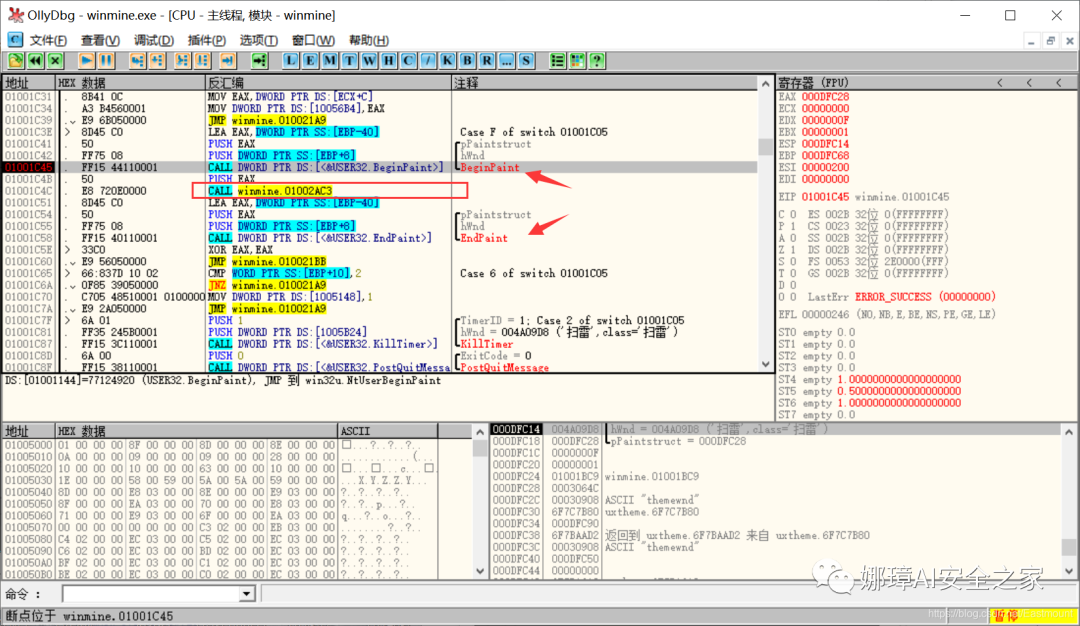 OllyDbg - winmine.exe - [CPU - 主线程, 模块 - winmine]
文件(F) 查看(V) 调试(D) 插件(P) 选项(T) 窗口(W) 帮助(H)
L E M T W H C / K B R ... S
地址 HEX 数据 反汇编 注释
01001C31 . 8B41 0C MOV EAX,DWORD PTR DS:[ECX+C]
01001C34 . A3 B4560001 MOV DWORD PTR DS:[10056B4],EAX
01001C39 . E9 6B050000 JMP winmine.010021A9
01001C3E > 8D45 C0 LEA EAX,DWORD PTR SS:[EBP-40] Case F of switch 01001C05
01001C41 . 50 PUSH EAX pPaintstruct
01001C42 . FF75 08 PUSH DWORD PTR SS:[EBP+8] hWnd
01001C45 . FF15 44110001 CALL DWORD PTR DS:[<&USER32.BeginPaint>] BeginPaint
01001C4B . 50 PUSH EAX
01001C4C . E8 720E0000 CALL winmine.01002AC3
01001C51 . 8D45 C0 LEA EAX,DWORD PTR SS:[EBP-40]
01001C54 . 50 PUSH EAX pPaintstruct
01001C55 . FF75 08 PUSH DWORD PTR SS:[EBP+8] hWnd
01001C58 . FF15 40110001 CALL DWORD PTR DS:[<&USER32.EndPaint>] EndPaint
01001C5E > 33C0 XOR EAX,EAX
01001C60 . E9 56050000 JMP winmine.010021BB
01001C65 > 66:837D 10 02 CMP WORD PTR SS:[EBP+10],2 Case 6 of switch 01001C05
01001C6A . 0F85 39050000 JNZ winmine.010021A9
01001C70 . C705 48510001 0100000 MOV DWORD PTR DS:[1005148],1
01001C7A . E9 2A050000 JMP winmine.010021A9
01001C7F > 6A 01 PUSH 1 TimerID = 1; Case 2 of switch 01001C05
01001C81 . FF35 245B0001 PUSH DWORD PTR DS:[1005B24] hWnd = 004A09D8 ('扫雷',class='扫雷')
01001C87 . FF15 3C110001 CALL DWORD PTR DS:[<&USER32.KillTimer>] KillTimer
01001C8D . 6A 00 PUSH 0 ExitCode = 0
01001C8F . FF15 38110001 CALL DWORD PTR DS:[<&USER32.PostQuitMessa PostQuitMessage
DS:[01001144]=77124920 (USER32.BeginPaint), JMP 到 win32u.NtUserBeginPaint
寄存器 (FPU) < < <
EAX 000DFC28
ECX 00000000
EDX 0000000F
EBX 00000001
ESP 000DFC14
EBP 000DFC68
ESI 00000200
EDI 00000000
EIP 01001C45 winmine.01001C45
C 0 ES 002B 32位 0(FFFFFFFF)
P 1 CS 0023 32位 0(FFFFFFFF)
A 0 SS 002B 32位 0(FFFFFFFF)
Z 1 DS 002B 32位 0(FFFFFFFF)
S 0 FS 0053 32位 2E0000(FFF)
T 0 GS 002B 32位 0(FFFFFFFF)
D 0
O 0 LastErr ERROR_SUCCESS (00000000)
EFL 00000246 (NO,NB,E,BE,NS,PE,GE,LE)
ST0 empty 0.0
ST1 empty 0.0
ST2 empty 0.0
ST3 empty 0.0
ST4 empty 1.0000000000000000000
ST5 empty 0.5000000000000000000
ST6 empty 1.0000000000000000000
ST7 empty 0.0
地址 HEX 数据 ASCII
01005000 01 00 00 00 8F 00 00 00 8D 00 00 00 8E 00 00 00
01005010 0A 00 00 00 09 00 00 00 09 00 00 00 28 00 00 00
01005020 10 00 00 00 10 00 00 00 63 00 00 00 10 00 00 00
01005030 1E 00 00 00 58 00 59 00 5A 00 5A 00 59 00 00 00 ...X.Y.Z.Z.Y...
01005040 8D 00 00 00 E8 03 00 00 8E 00 00 00 E9 03 00 00
01005050 8F 00 00 00 EA 03 00 00 70 00 00 00 E8 03 00 00
01005060 71 00 00 00 E9 03 00 00 6F 00 00 00 EA 03 00 00
01005070 00 00 00 00 00 00 00 00 C3 02 00 00 EB 03 00 00
01005080 C4 02 00 00 EC 03 00 00 C5 02 00 00 EC 03 00 00
01005090 C6 02 00 00 EC 03 00 00 BD 02 00 00 EC 03 00 00
010050A0 BF 02 00 00 EC 03 00 00 C1 02 00 00 EC 03 00 00
010050B0 BE 02 00 00 EC 03 00 00 C0 02 00 00 EC 03 00 00
000DFC14 004A09D8 hWnd = 004A09D8 ('扫雷',class='扫雷')
000DFC18 000DFC28 pPaintstruct = 000DFC28
000DFC1C 0000000F
000DFC20 00000001
000DFC24 01001BC9 winmine.01001BC9
000DFC28 0003064C
000DFC2C 00030908 ASCII "themewnd"
000DFC30 6F7C7B80 uxtheme.6F7C7B80
000DFC34 000DFC90
000DFC38 6F7BAAD2 返回到 uxtheme.6F7BAAD2 来自 uxtheme.6F7C7B80
000DFC3C 00030908 ASCII "themewnd"
000DFC40 000DFC50
000DFC44 00000000
命令 :
娜璋AI安全之家
断点位于 winmine.01001C45
暂停